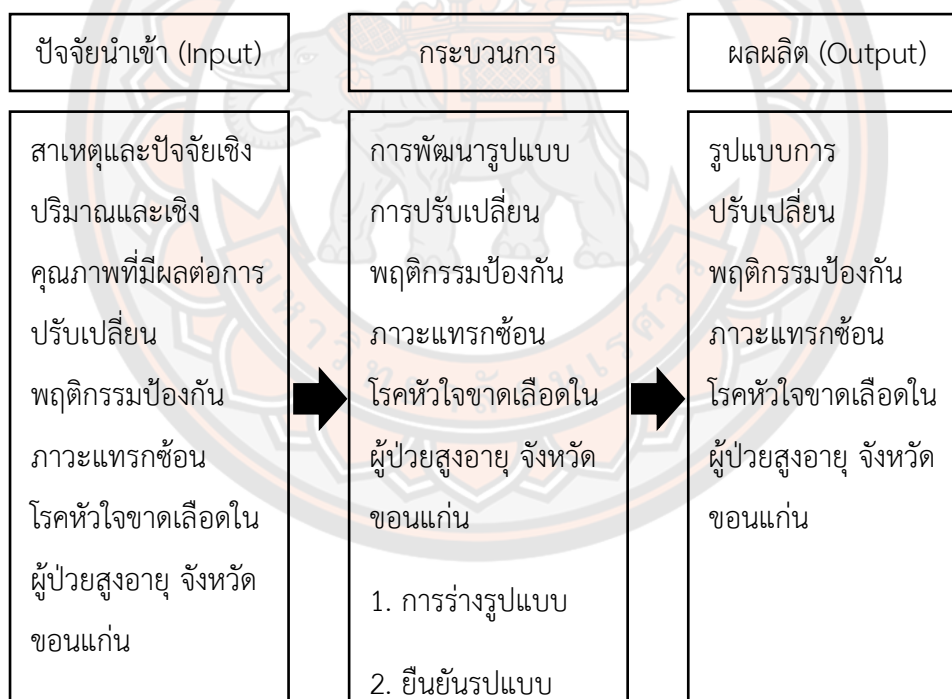 ปัจจัยนำเข้า (Input)
สาเหตุและปัจจัยเชิง
ปริมาณและเชิง
คุณภาพที่มีผลต่อการ
ปรับเปลี่ยน
พฤติกรรมป้องกัน
ภาวะแทรกซ้อน
โรคหัวใจขาดเลือดใน
ผู้ป่วยสูงอายุ จังหวัด
ขอนแก่น
กระบวนการ
การพัฒนารูปแบบ
การปรับเปลี่ยน
พฤติกรรมป้องกัน
ภาวะแทรกซ้อน
โรคหัวใจขาดเลือดใน
ผู้ป่วยสูงอายุ จังหวัด
ขอนแก่น
1. การร่างรูปแบบ
2. ยืนยันรูปแบบ
ผลผลิต (Output)
รูปแบบการ
ปรับเปลี่ยน
พฤติกรรมป้องกัน
ภาวะแทรกซ้อน
โรคหัวใจขาดเลือดใน
ผู้ป่วยสูงอายุ จังหวัด
ขอนแก่น
มหาวิทยาลัยนเรศวร